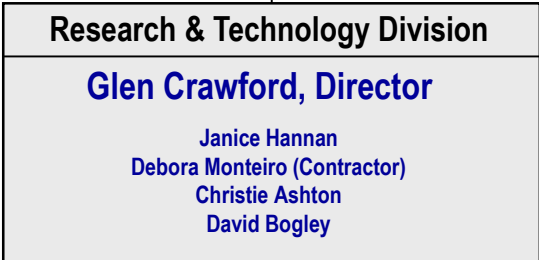 Research & Technology Division
Glen Crawford, Director
Janice Hannan
Debora Monteiro (Contractor)
Christie Ashton
David Bogley